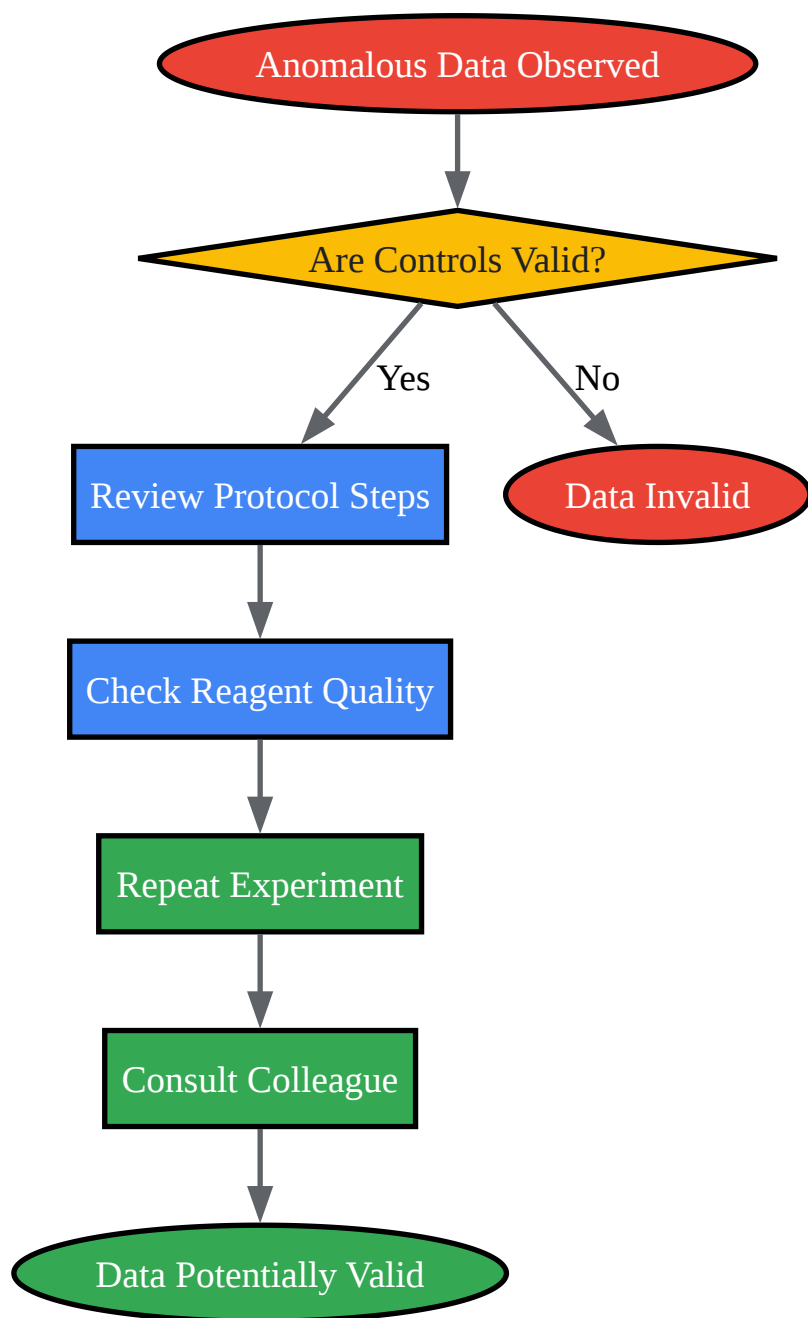 Anomalous Data Observed
Are Controls Valid?
Yes
No
Review Protocol Steps
Data Invalid
Check Reagent Quality
Repeat Experiment
Consult Colleague
Data Potentially Valid